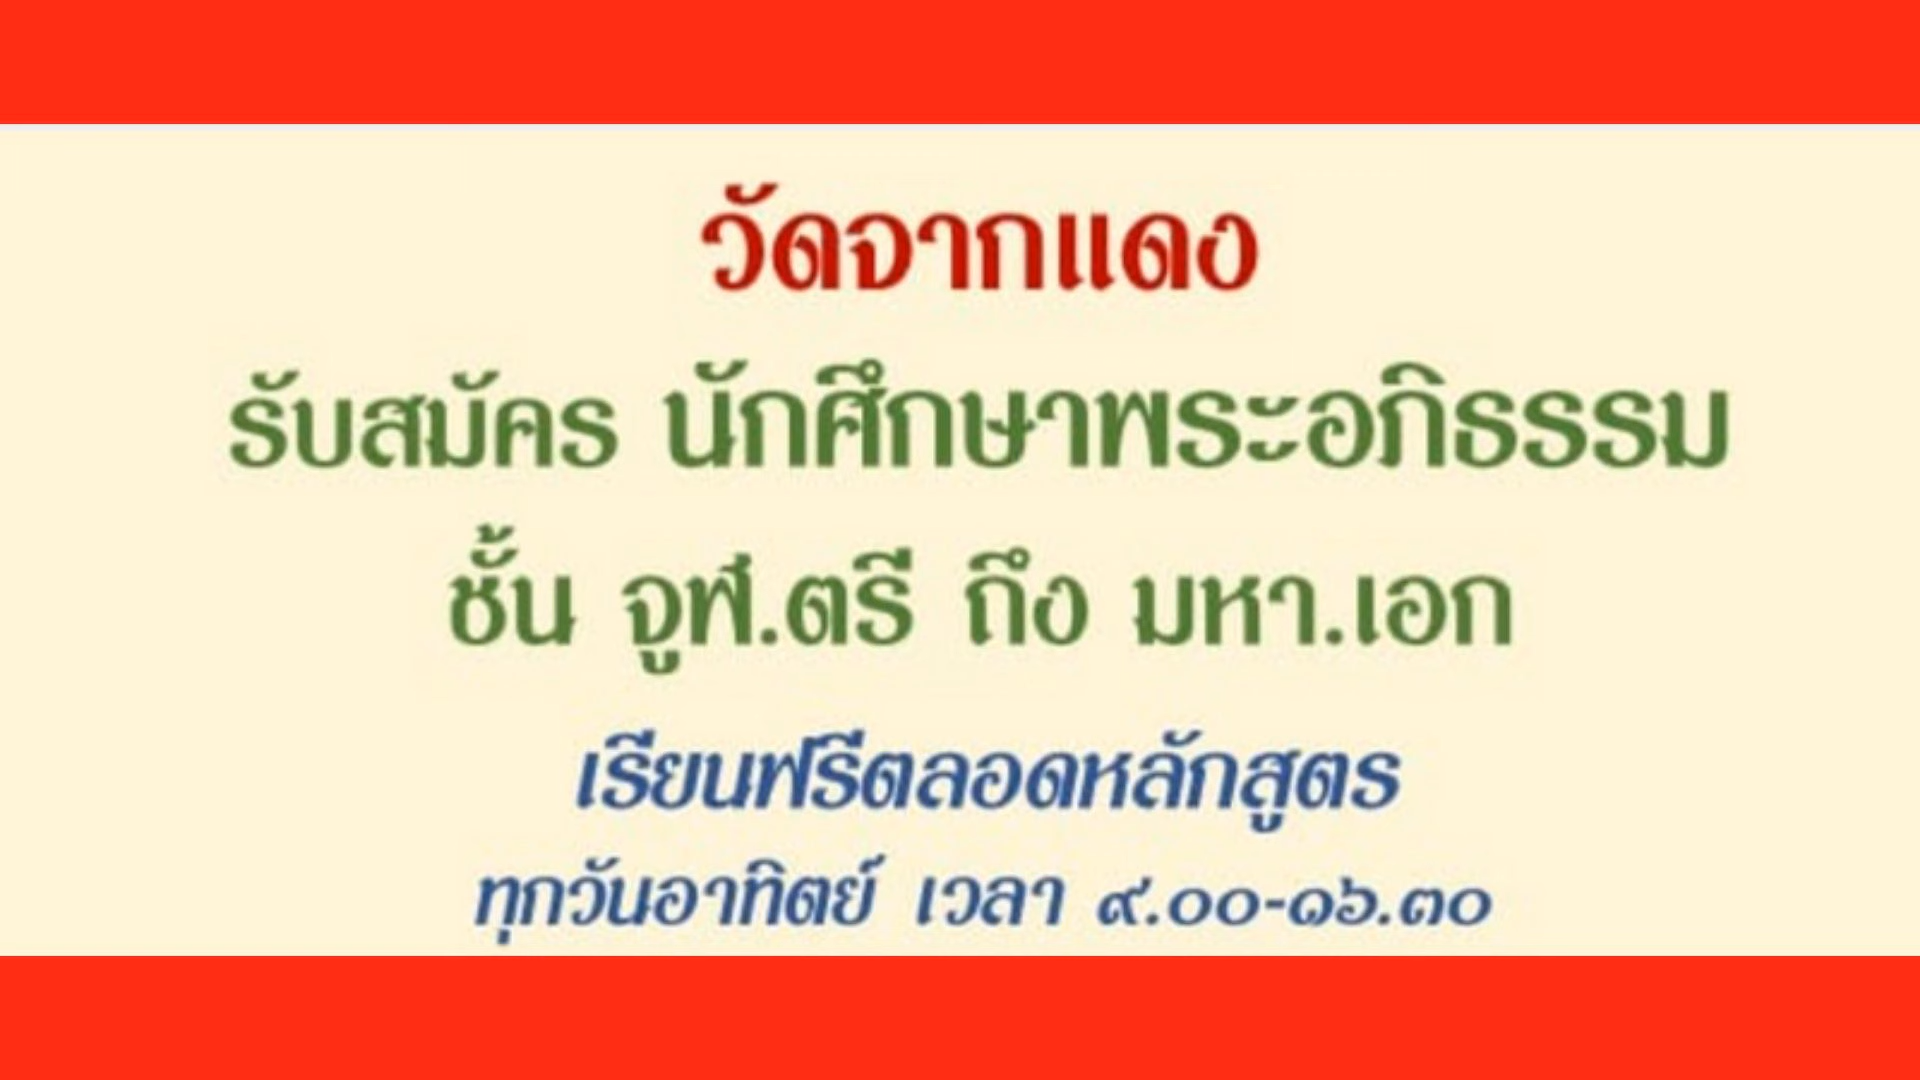 วัดจากแดง
รับสมัคร นักศึกษาพระอภิธรรม
ชั้น จูฬ.ตรี ถึง มหา.เอก
เรียนฟรีตลอดหลักสูตร
ทุกวันอาทิตย์ เวลา ๙.๐๐-๑๖.๓๐